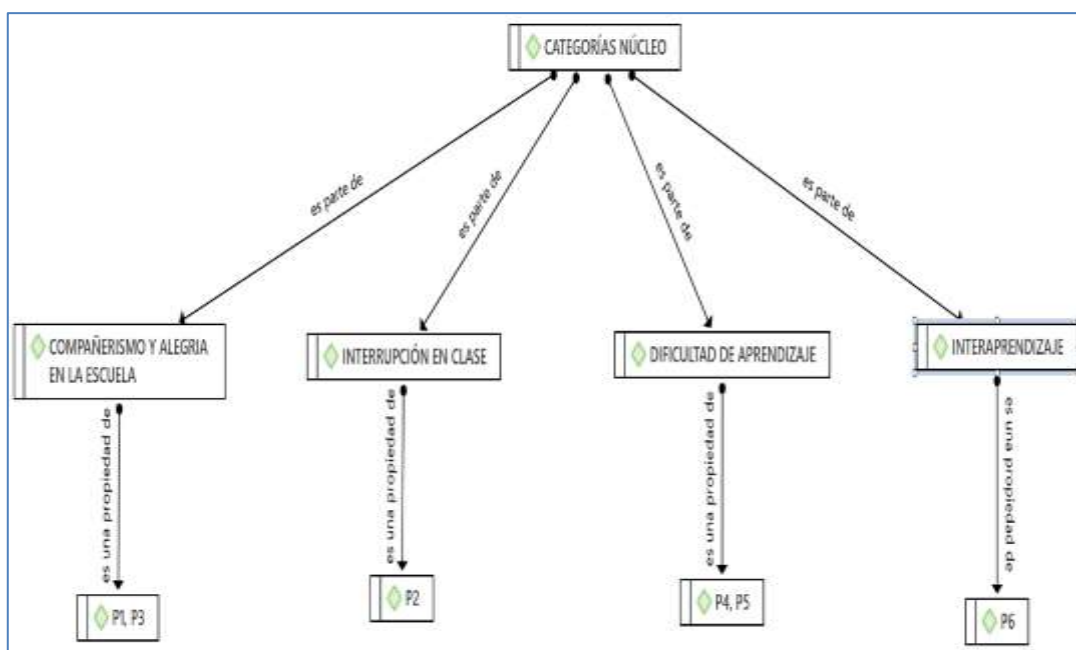 CATEGORÍAS NÚCLEO
es parte de
es parte de
es parte de
es parte de
COMPAÑERISMO Y ALEGRIA
EN LA ESCUELA
INTERRUPCIÓN EN CLASE
DIFICULTAD DE APRENDIZAJE
INTERAPRENDIZAJE
es una propiedad de
es una propiedad de
es una propiedad de
es una propiedad de
P1, P3
P2
P4, P5
P6